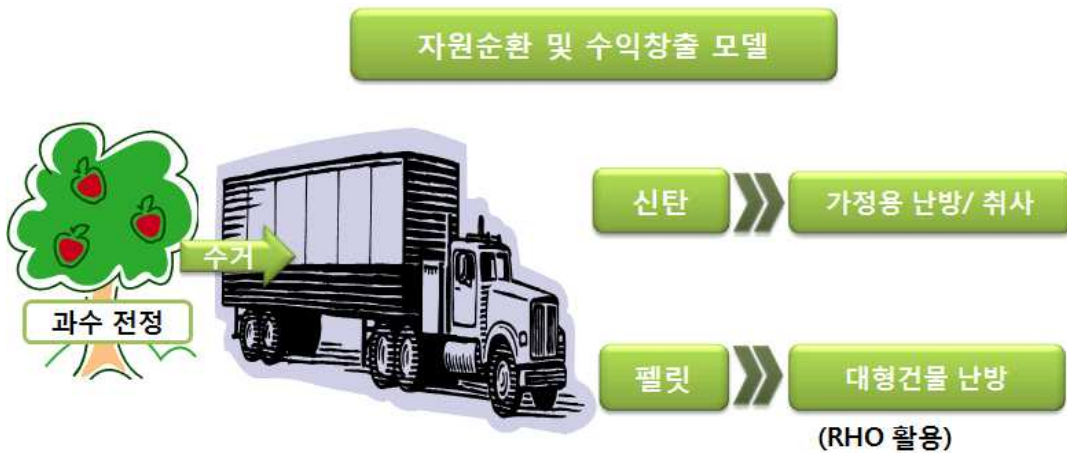 자원순환 및 수익창출 모델
수거
과수 전정
신탄
가정용 난방/ 취사
펠릿
대형건물 난방
(RHO 활용)